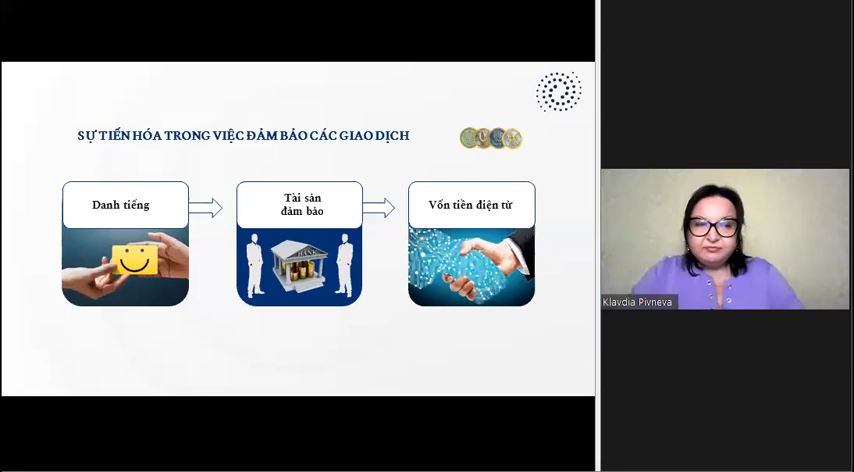 SỰ TIẾN HÓA TRONG VIỆC ĐẢM BẢO CÁC GIAO DỊCH
Danh tiếng
Tài sản
đảm bảo
Vốn tiền điện tử
BANK
Klavdia Pivneva